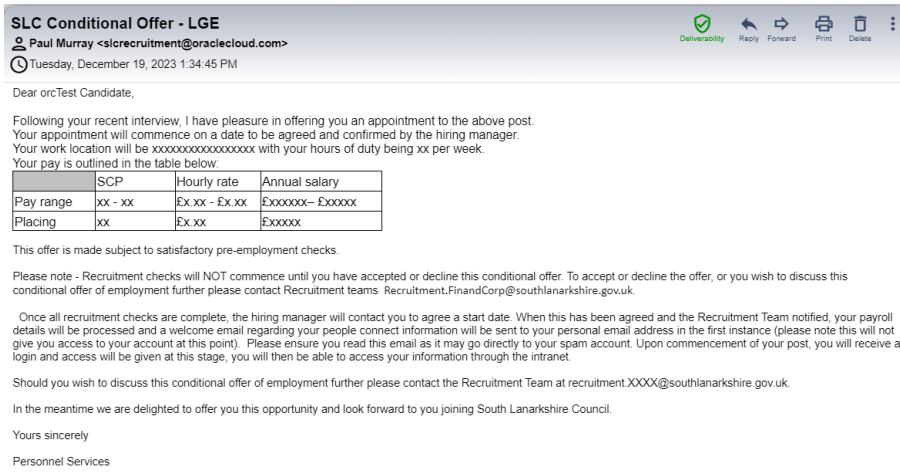 SLC Conditional Offer - LGE
Paul Murray <slcrecruitment@oraclecloud.com>
Tuesday, December 19, 2023 1:34:45 PM
Deliverability Reply Forward Print Delete
Dear orcTest Candidate,
Following your recent interview, I have pleasure in offering you an appointment to the above post.
Your appointment will commence on a date to be agreed and confirmed by the hiring manager.
Your work location will be xxxxxxxxxxxxxxxxx with your hours of duty being xx per week.
Your pay is outlined in the table below:
SCP Hourly rate Annual salary
Pay range xx - xx £x.xx - £x.xx £xxxxxx– £xxxxx
Placing xx £x.xx £xxxxx
This offer is made subject to satisfactory pre-employment checks.
Please note - Recruitment checks will NOT commence until you have accepted or decline this conditional offer. To accept or decline the offer, or you wish to discuss this
conditional offer of employment further please contact Recruitment teams Recruitment.FinandCorp@southlanarkshire.gov.uk.
Once all recruitment checks are complete, the hiring manager will contact you to agree a start date. When this has been agreed and the Recruitment Team notified, your payroll
details will be processed and a welcome email regarding your people connect information will be sent to your personal email address in the first instance (please note this will not
give you access to your account at this point). Please ensure you read this email as it may go directly to your spam account. Upon commencement of your post, you will receive a
login and access will be given at this stage, you will then be able to access your information through the intranet.
Should you wish to discuss this conditional offer of employment further please contact the Recruitment Team at recruitment.XXXX@southlanarkshire.gov.uk.
In the meantime we are delighted to offer you this opportunity and look forward to you joining South Lanarkshire Council.
Yours sincerely
Personnel Services